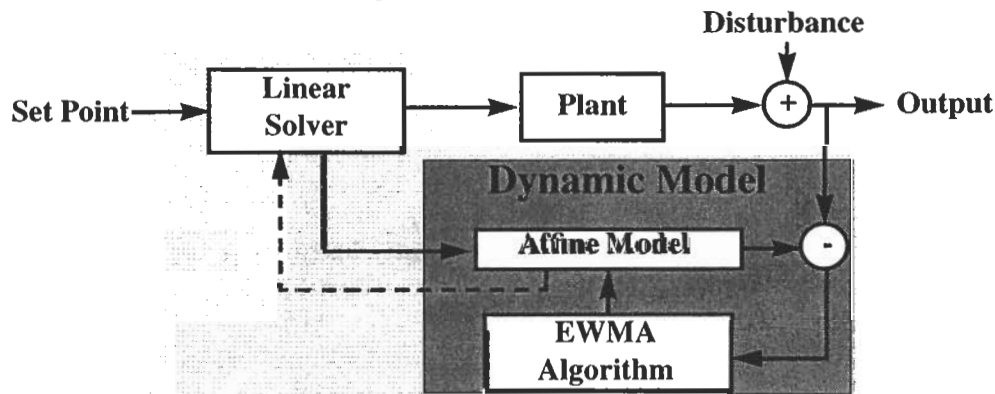 Disturbance
Set Point
Linear
Solver
Plant
+
Output
Dynamic Model
Affine Model
-
EWMA
Algorithm